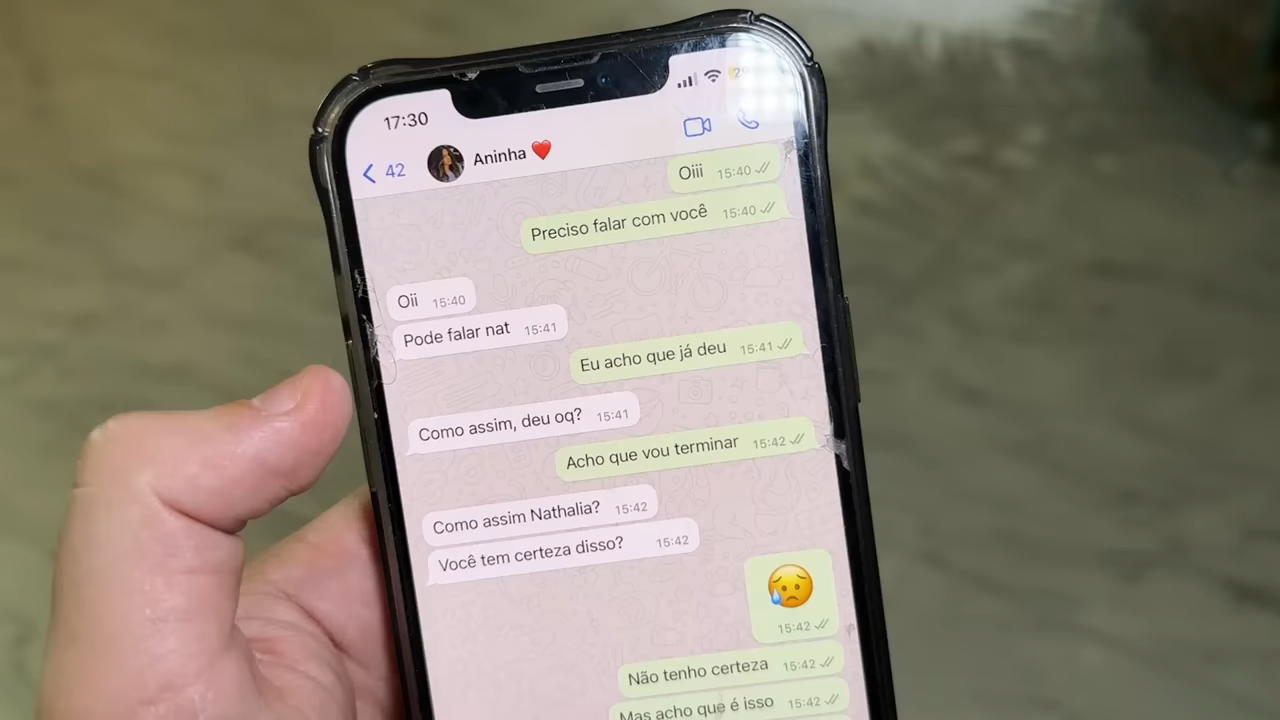 17:30
42 Aninha ❤️
Oiii 15:40
Preciso falar com você 15:40
Oii 15:40
Pode falar nat 15:41
Eu acho que já deu 15:41
Como assim, deu oq? 15:41
Acho que vou terminar 15:42
Como assim Nathalia? 15:42
Você tem certeza disso? 15:42
😥
15:42
Não tenho certeza 15:42
Mas acho que é isso 15:42